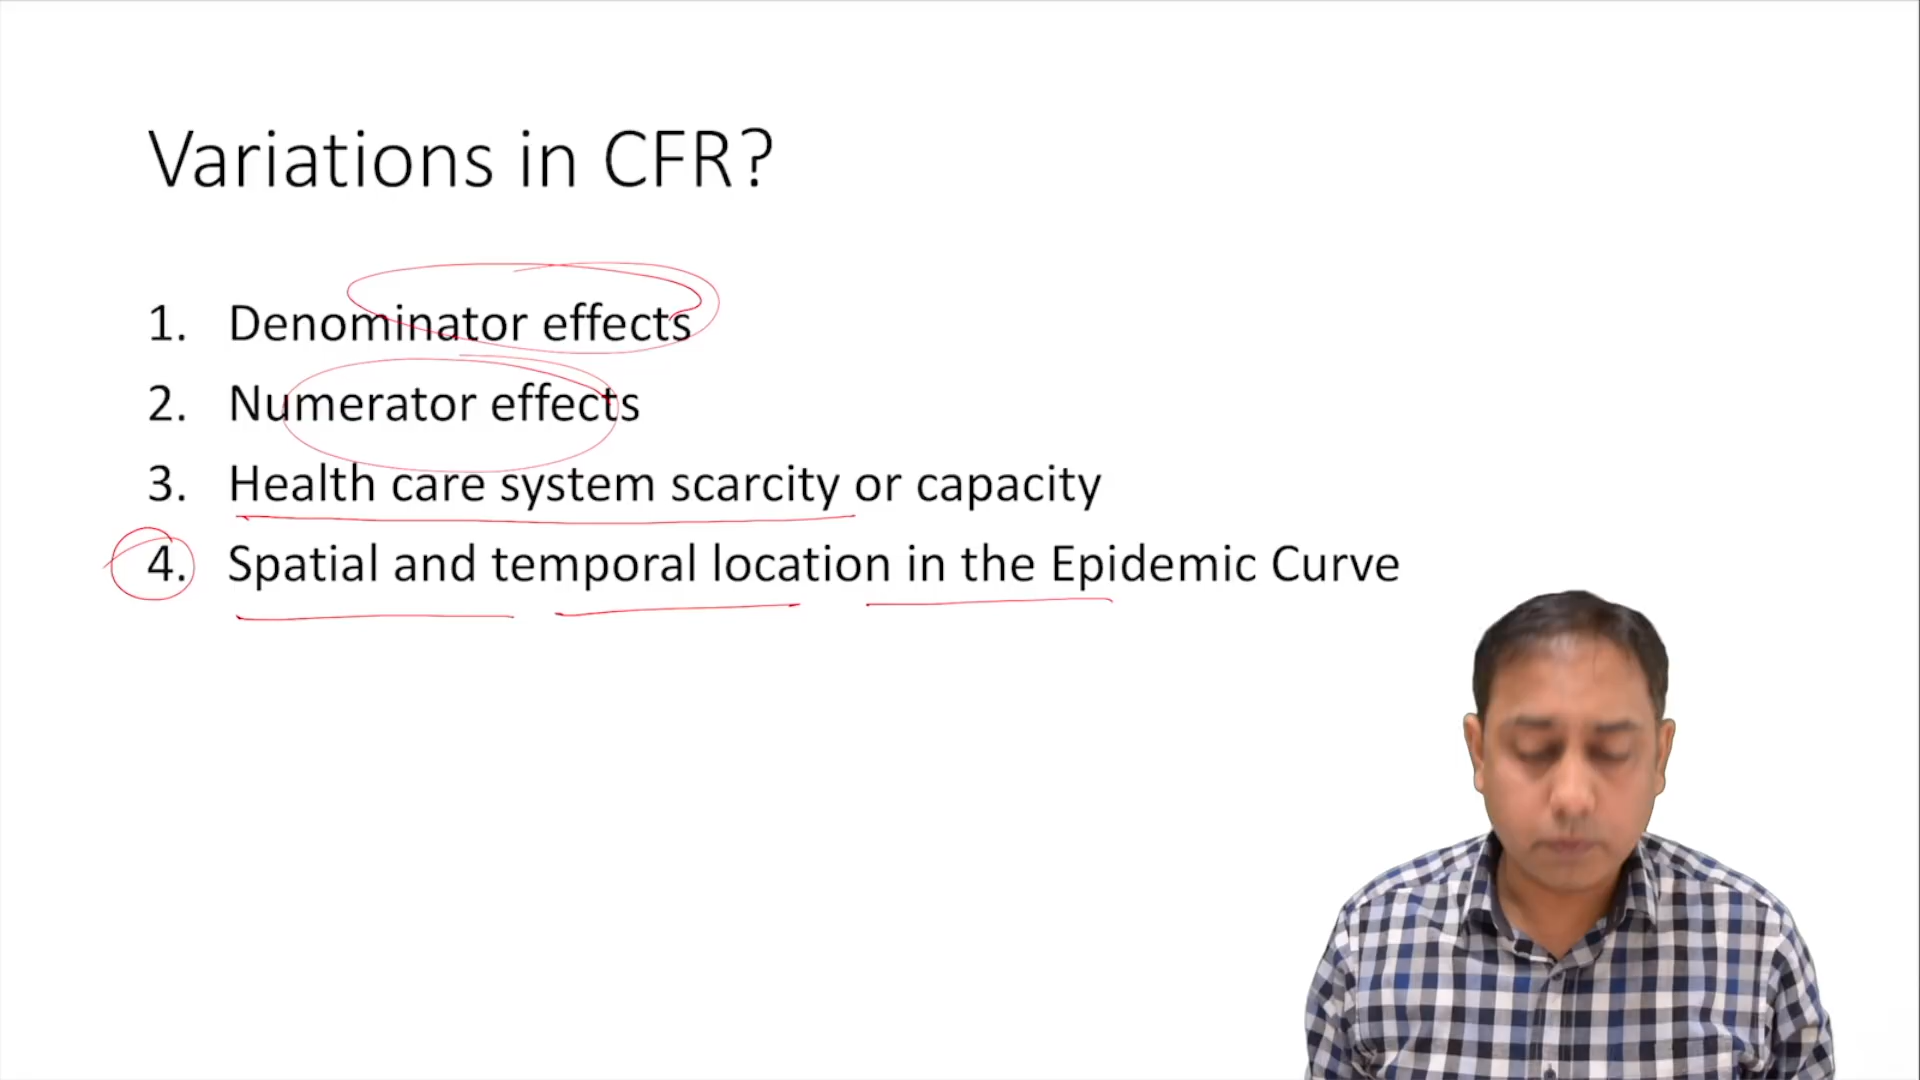 Variations in CFR?
1. Denominator effects
2. Numerator effects
3. Health care system scarcity or capacity
4. Spatial and temporal location in the Epidemic Curve